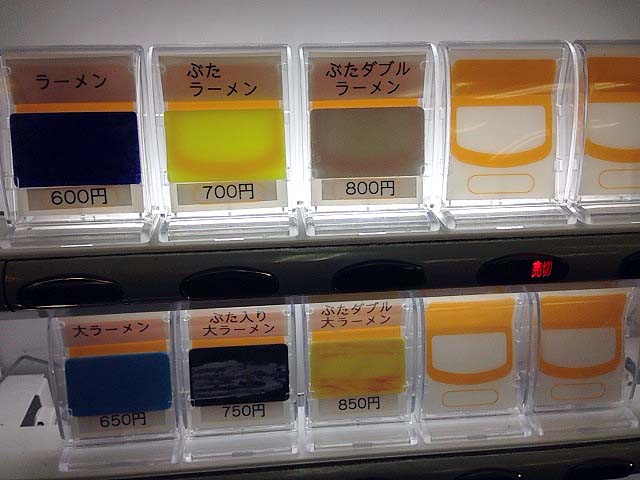 ラーメン
600円
ぶた
ラーメン
700円
ぶたダブル
ラーメン
800円
売切
大ラーメン
650円
ぶた入り
大ラーメン
750円
ぶたダブル
大ラーメン
850円